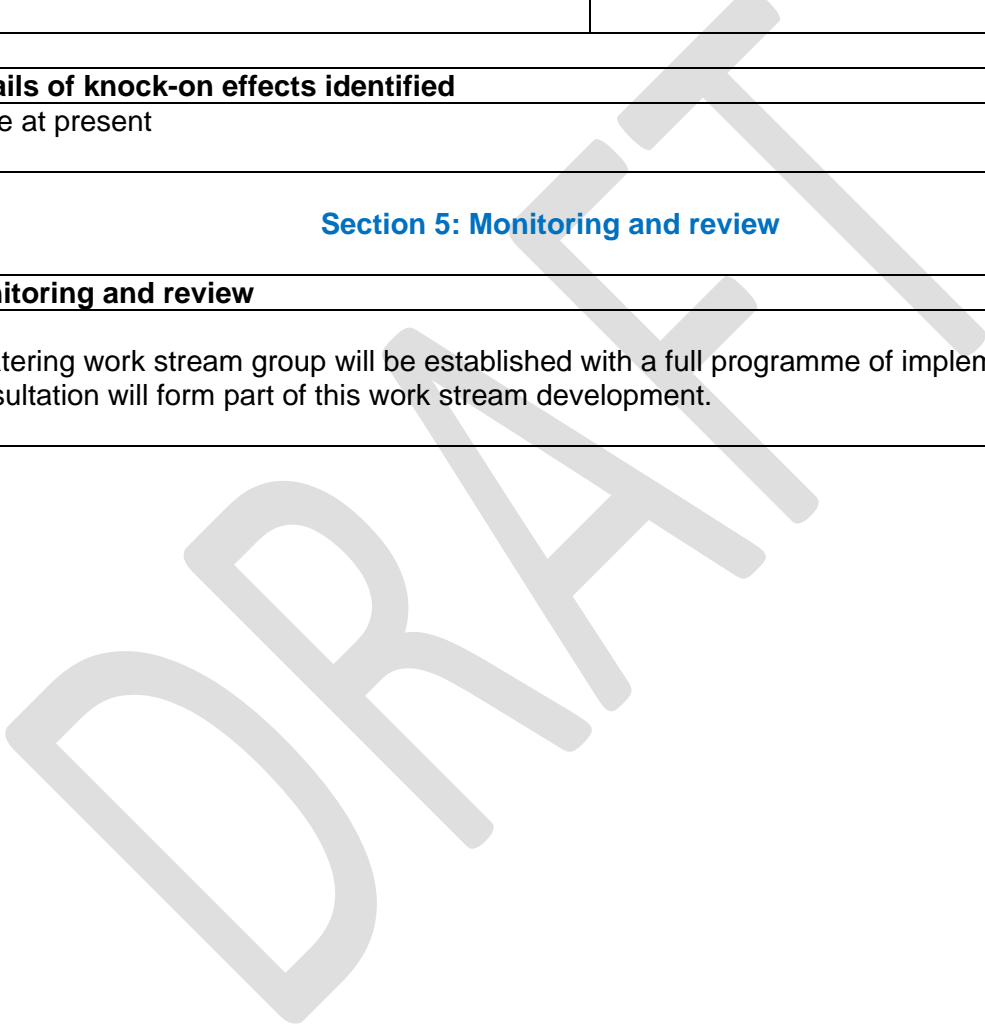 ails of knock-on effects identified
e at present
Section 5: Monitoring and review
nitoring and review
tering work stream group will be established with a full programme of implem
sultation will form part of this work stream development.
DRAFT